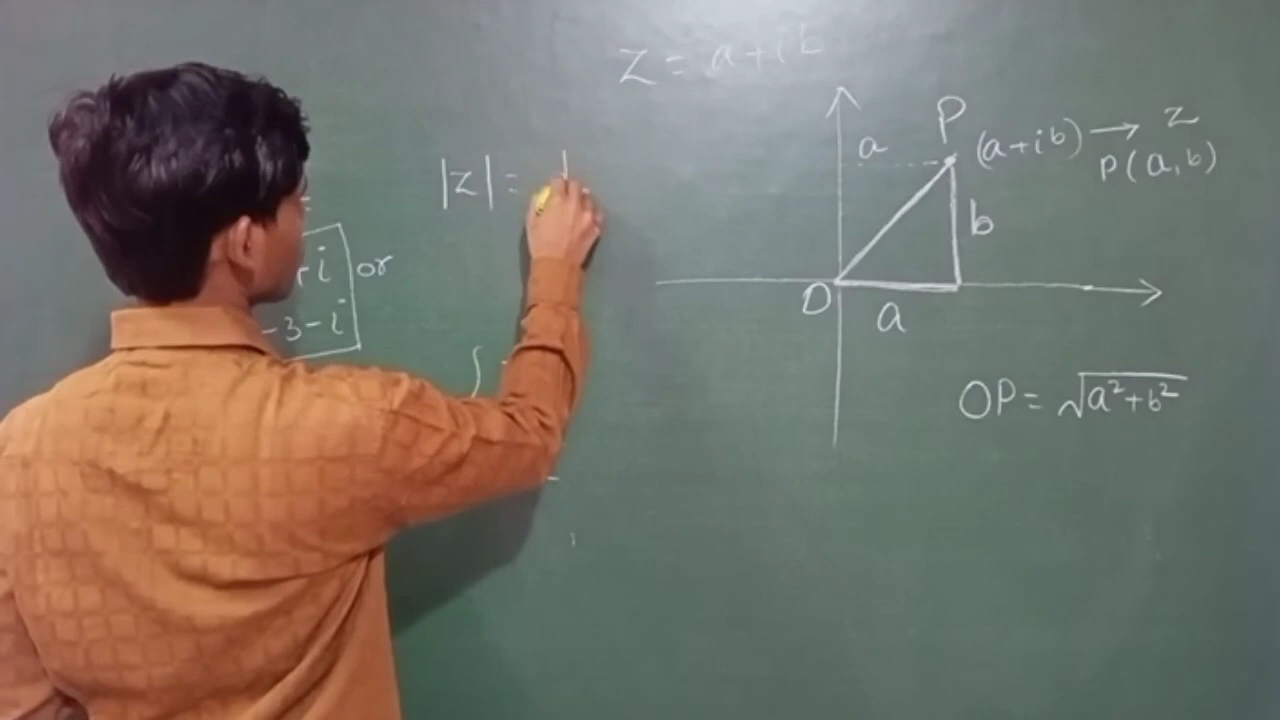 z = a+ib
|z| =
i or
-3-i
P
a
(a+ib) → z
P(a,b)
b
O
a
OP = √a²+b²